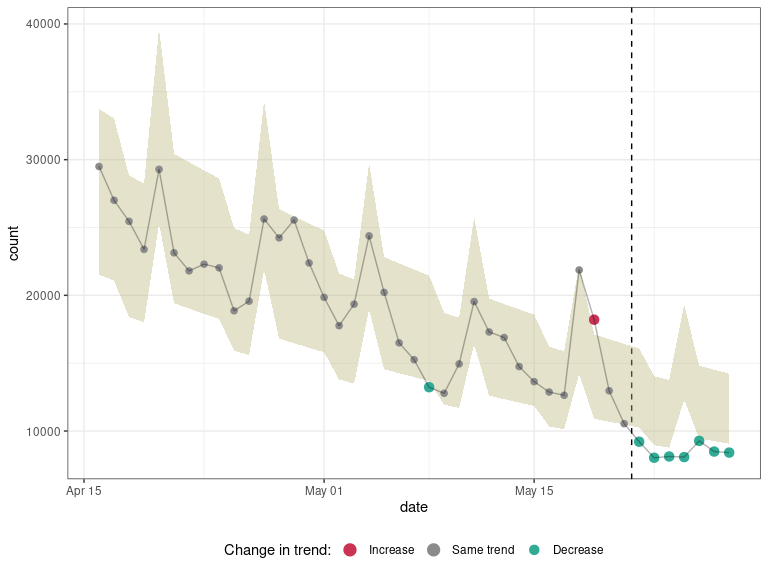 40000
30000
20000
10000
count
Apr 15
May 01
May 15
date
Change in trend: Increase Same trend Decrease